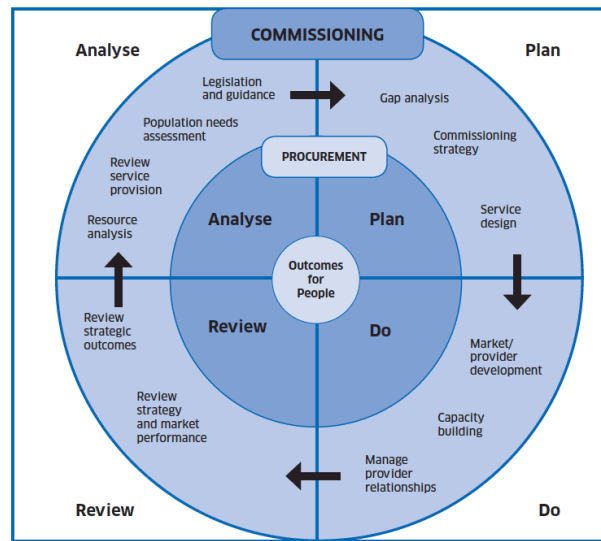 COMMISSIONING
Analyse
Plan
Legislation
and guidance
Gap analysis
Population needs
assessment
Commissioning
strategy
PROCUREMENT
Review
service
provision
Resource
analysis
Analyse
Plan
Service
design
Outcomes
for
People
Review
strategic
outcomes
Review
Do
Market/
provider
development
Review
strategy
and market
performance
Capacity
building
Manage
provider
relationships
Review
Do